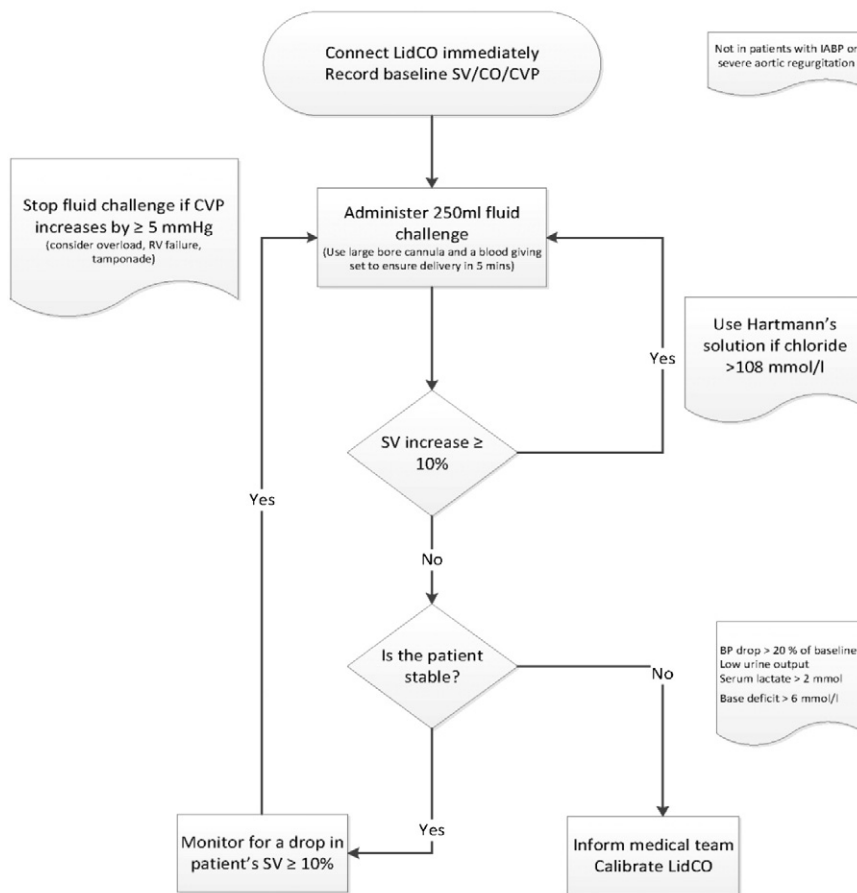 Connect LidCO immediately
Record baseline SV/CO/CVP
Not in patients with IABP or
severe aortic regurgitation
Stop fluid challenge if CVP
increases by ≥ 5 mmHg
(consider overload, RV failure,
tamponade)
Administer 250ml fluid
challenge
(Use large bore cannula and a blood giving
set to ensure delivery in 5 mins)
Use Hartmann's
solution if chloride
>108 mmol/l
Yes
SV increase ≥
10%
Yes
No
Is the patient
stable?
No
BP drop > 20 % of baseline
Low urine output
Serum lactate > 2 mmol
Base deficit > 6 mmol/l
Yes
Monitor for a drop in
patient's SV ≥ 10%
Inform medical team
Calibrate LidCO